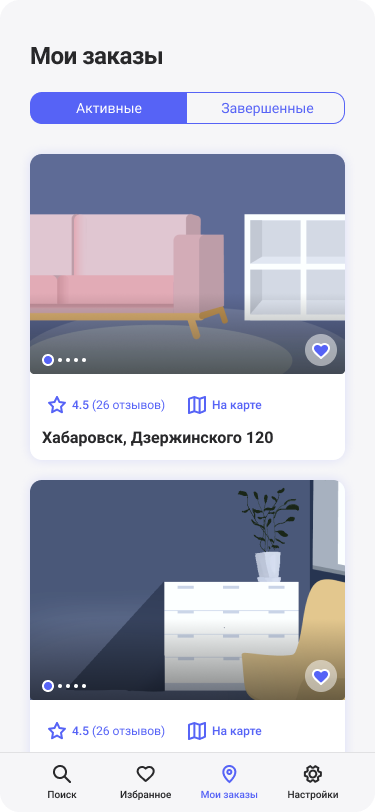 Мои заказы
Активные Завершенные
4.5 (26 отзывов) На карте
Хабаровск, Дзержинского 120
4.5 (26 отзывов) На карте
Поиск Избранное Мои заказы Настройки